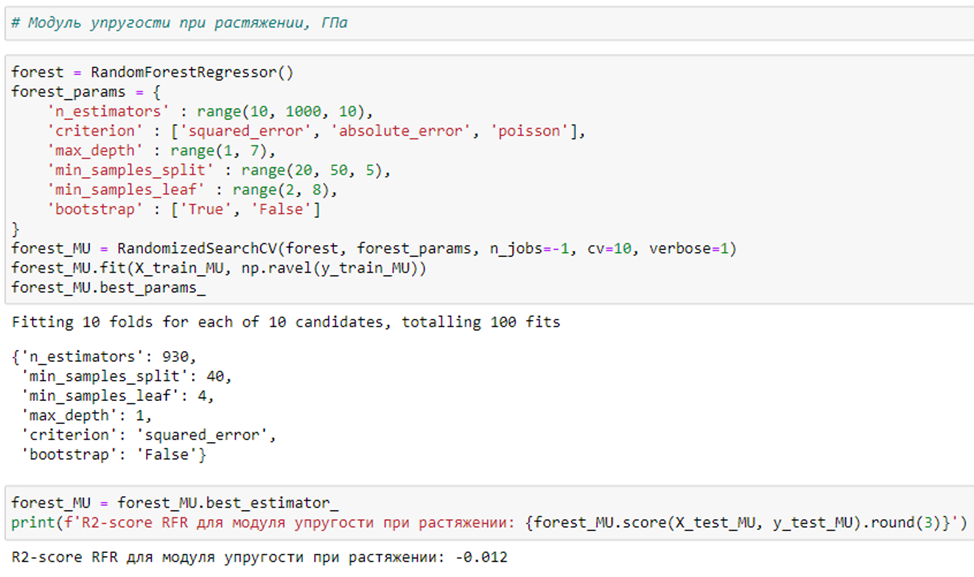 # Модуль упругости при растяжении, ГПа
forest = RandomForestRegressor()
forest_params = {
    'n_estimators' : range(10, 1000, 10),
    'criterion' : ['squared_error', 'absolute_error', 'poisson'],
    'max_depth' : range(1, 7),
    'min_samples_split' : range(20, 50, 5),
    'min_samples_leaf' : range(2, 8),
    'bootstrap' : ['True', 'False']
}
forest_MU = RandomizedSearchCV(forest, forest_params, n_jobs=-1, cv=10, verbose=1)
forest_MU.fit(X_train_MU, np.ravel(y_train_MU))
forest_MU.best_params_
Fitting 10 folds for each of 10 candidates, totalling 100 fits
{'n_estimators': 930,
 'min_samples_split': 40,
 'min_samples_leaf': 4,
 'max_depth': 1,
 'criterion': 'squared_error',
 'bootstrap': 'False'}
forest_MU = forest_MU.best_estimator_
print(f'R2-score RFR для модуля упругости при растяжении: {forest_MU.score(X_test_MU, y_test_MU).round(3)}')
R2-score RFR для модуля упругости при растяжении: -0.012